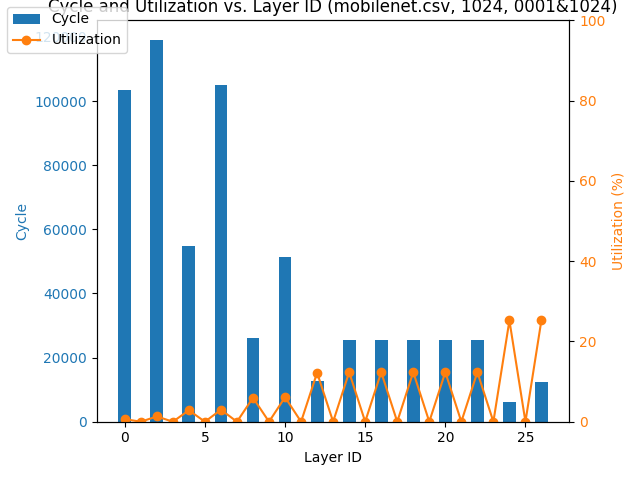 Cycle and Utilization vs. Layer ID (mobilenet.csv, 1024, 0001&1024)
Cycle
Utilization
100000
80000
60000
40000
20000
0
Cycle
100
80
60
40
20
0
Utilization (%)
0 5 10 15 20 25
Layer ID